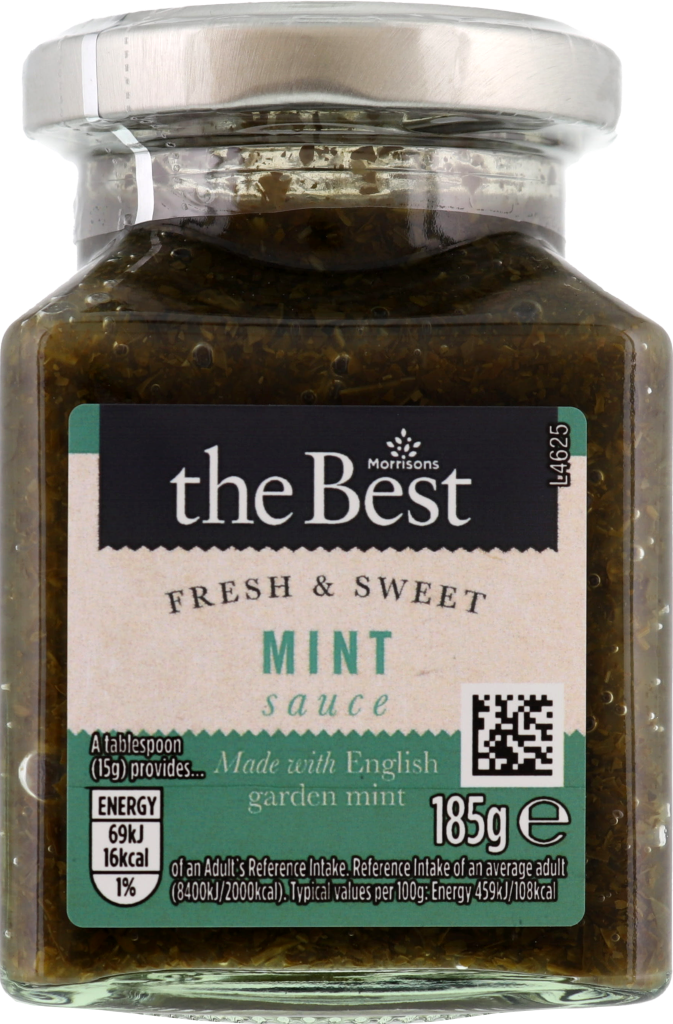 Morrisons
the Best
L4625
FRESH & SWEET
MINT
sauce
A tablespoon
(15g) provides...
Made with English
garden mint
185g ℮
ENERGY
69kJ
16kcal
1%
of an Adult's Reference Intake. Reference Intake of an average adult
(8400kJ/2000kcal). Typical values per 100g: Energy 459kJ/108kcal